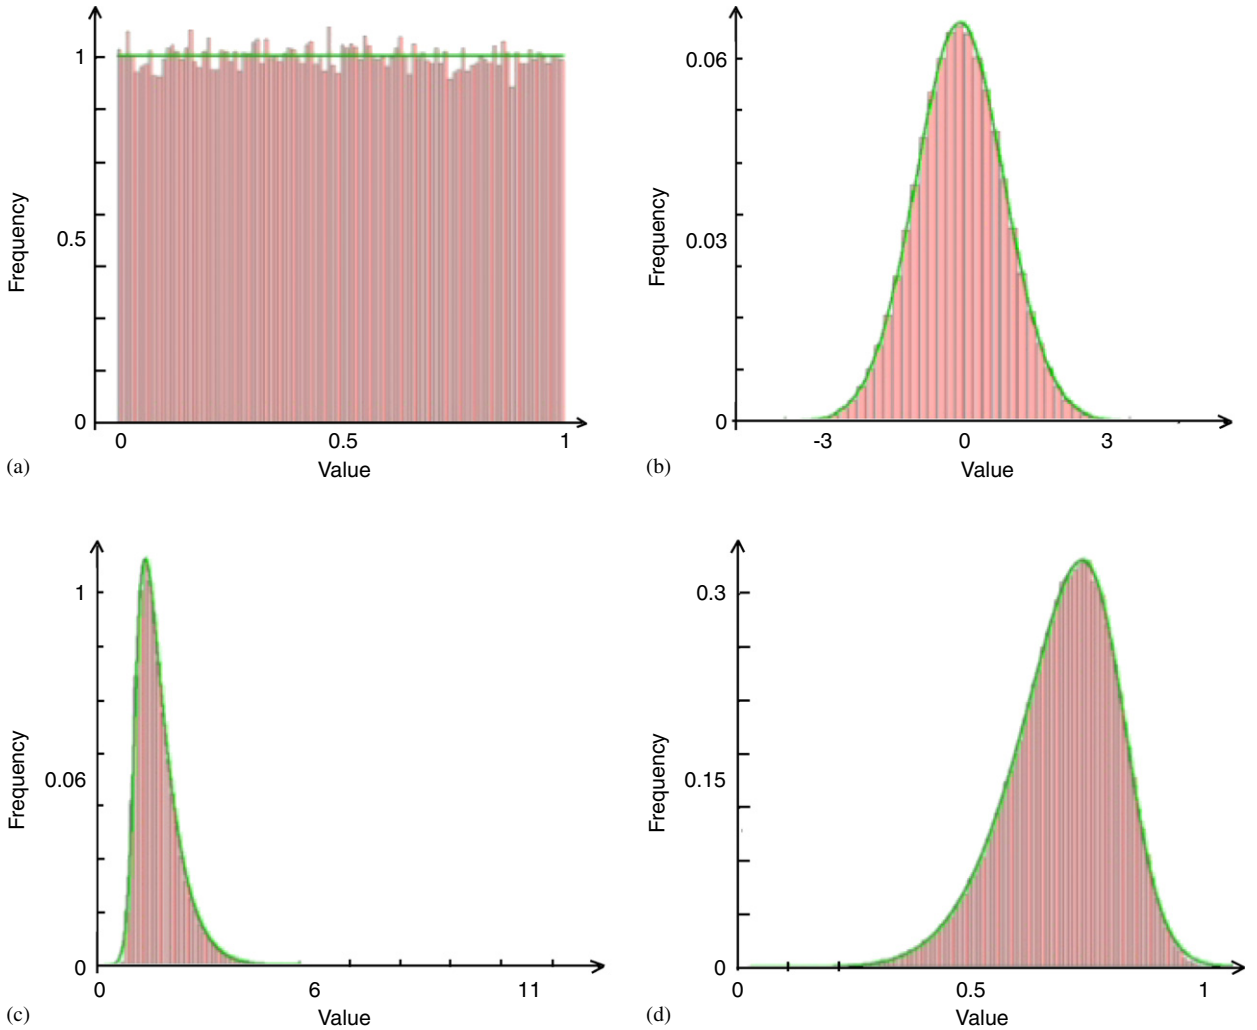 1
0.5
0
Frequency
0 0.5 1
Value
(a)
0.06
0.03
0
Frequency
-3 0 3
Value
(b)
1
0.06
0
Frequency
0 6 11
Value
(c)
0.3
0.15
0
Frequency
0 0.5 1
Value
(d)